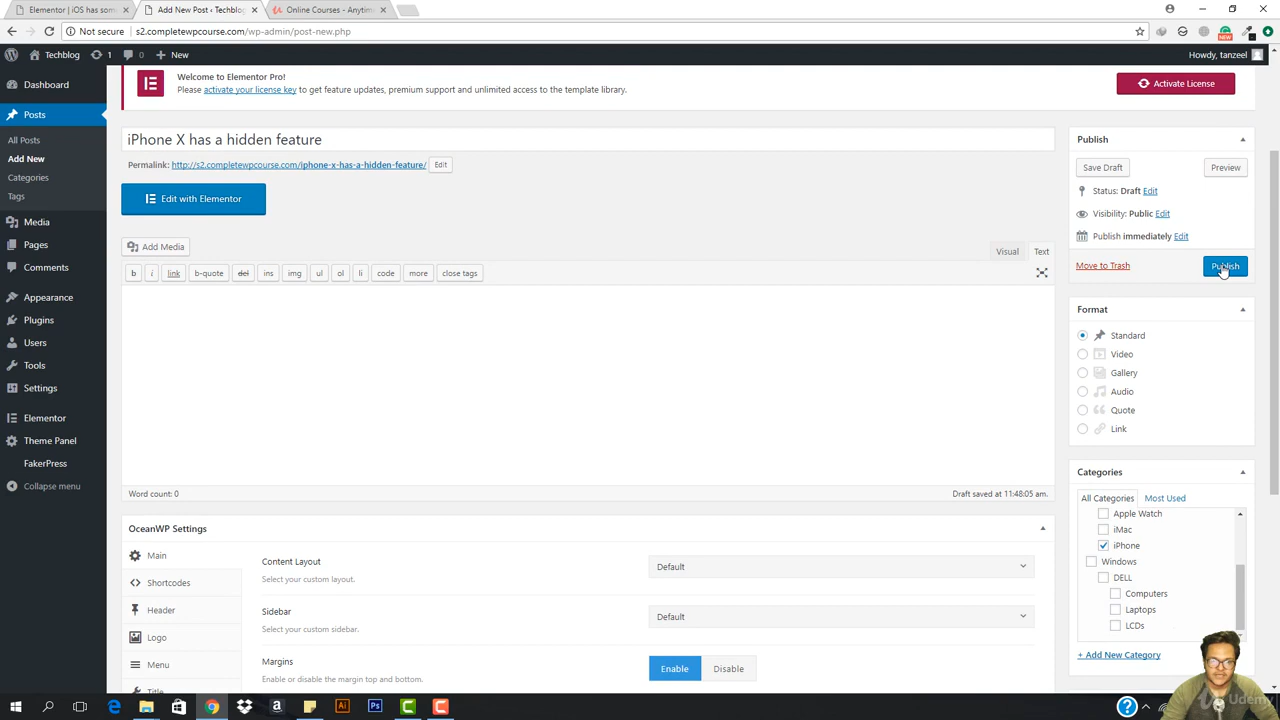 Elementor | iOS has som
Add New Post ‹ Techblog
Online Courses - Anytim
Not secure
s2.completewpcourse.com/wp-admin/post-new.php
NEW
Techblog
1
0
New
Howdy, tanzeel
Dashboard
Posts
All Posts
Add New
Categories
Tags
Media
Pages
Comments
Appearance
Plugins
Users
Tools
Settings
Elementor
Theme Panel
FakerPress
Collapse menu
Welcome to Elementor Pro!
Please activate your license key to get feature updates, premium support and unlimited access to the template library.
Activate License
iPhone X has a hidden feature
Permalink: http://s2.completewpcourse.com/iphone-x-has-a-hidden-feature/
Edit
Edit with Elementor
Add Media
Visual
Text
b
i
link
b-quote
del
ins
img
ul
ol
li
code
more
close tags
Word count: 0
Draft saved at 11:48:05 am.
OceanWP Settings
Main
Shortcodes
Header
Logo
Menu
Title
Content Layout
Select your custom layout.
Default
Sidebar
Select your custom sidebar.
Default
Margins
Enable or disable the margin top and bottom.
Enable
Disable
Publish
Save Draft
Preview
Status: Draft Edit
Visibility: Public Edit
Publish immediately Edit
Move to Trash
Publish
Format
Standard
Video
Gallery
Audio
Quote
Link
Categories
All Categories
Most Used
Apple Watch
iMac
iPhone
Windows
DELL
Computers
Laptops
LCDs
+ Add New Category
Ai
Ps
Udemy